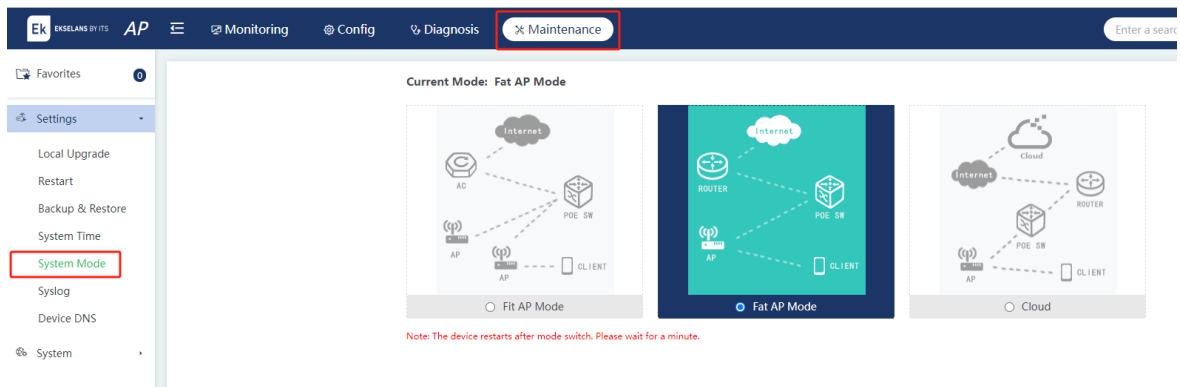 Ek EKSELANS BY ITS AP Monitoring Config Diagnosis Maintenance Enter a searc
Favorites 0
Current Mode: Fat AP Mode
Settings
Local Upgrade
Restart
Backup & Restore
System Time
System Mode
Syslog
Device DNS
System
Internet
AC
POE SW
AP
AP
CLIENT
Fit AP Mode
Internet
ROUTER
POE SW
AP
CLIENT
Fat AP Mode
Cloud
Internet
ROUTER
POE SW
AP
CLIENT
Cloud
Note: The device restarts after mode switch. Please wait for a minute.